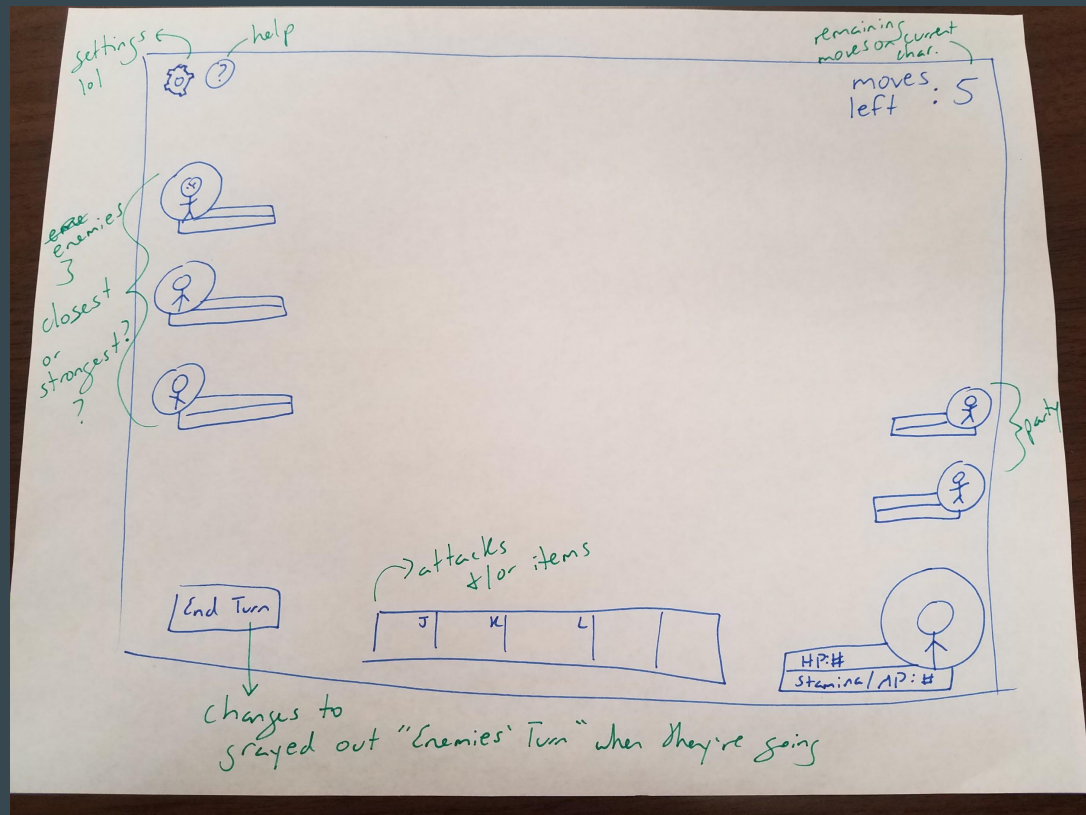 settings
lol
help
?
remaining
moves on current
char.
moves
left : 5
enemies
3
closest
or
strongest?
?
party
attacks
&/or items
End Turn
J K L
HP:#
Stamina/AP:#
Changes to
grayed out "Enemies' Turn" when they're going